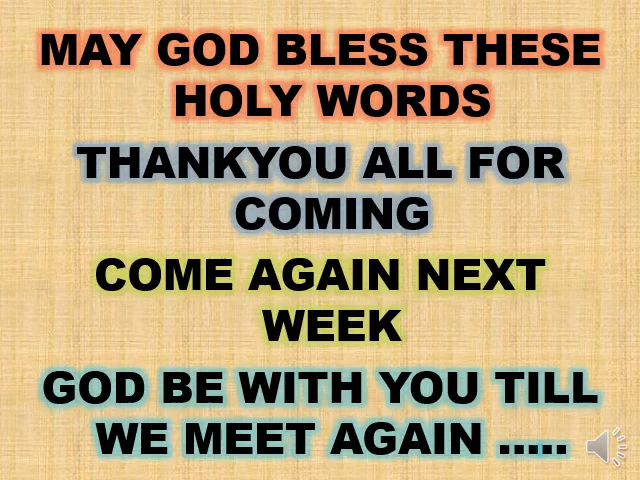 MAY GOD BLESS THESE
HOLY WORDS
THANKYOU ALL FOR
COMING
COME AGAIN NEXT
WEEK
GOD BE WITH YOU TILL
WE MEET AGAIN …..